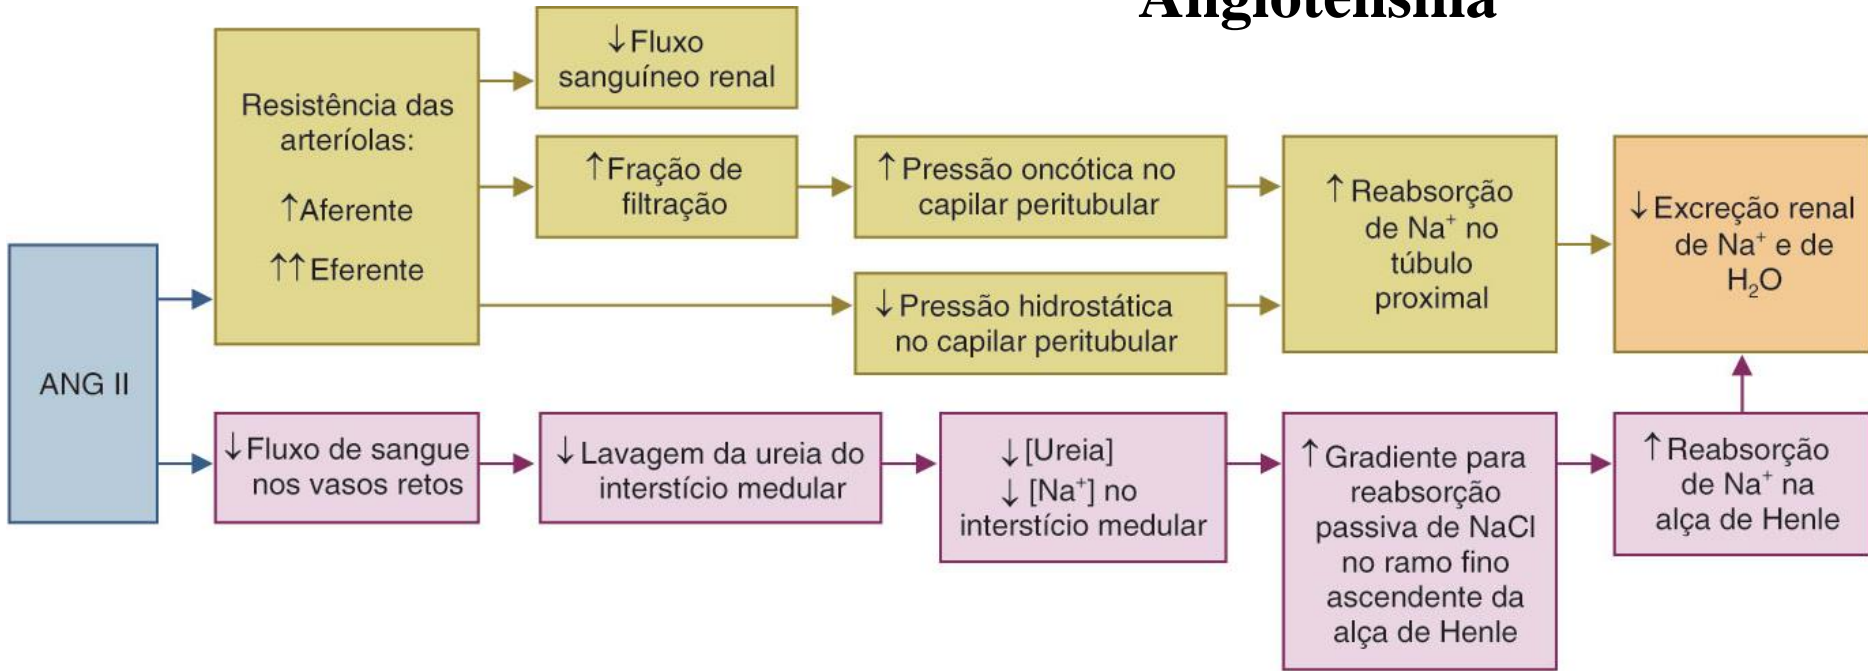 Angiotensina
↓Fluxo
sanguíneo renal
Resistência das
arteríolas:
↑Aferente
↑↑Eferente
↑Fração de
filtração
↑Pressão oncótica no
capilar peritubular
↑Reabsorção
de Na⁺ no
túbulo
proximal
↓Excreção renal
de Na⁺ e de
H₂O
↓Pressão hidrostática
no capilar peritubular
ANG II
↓Fluxo de sangue
nos vasos retos
↓Lavagem da ureia do
interstício medular
↓[Ureia]
↓[Na⁺] no
interstício medular
↑Gradiente para
reabsorção
passiva de NaCl
no ramo fino
ascendente da
alça de Henle
↑Reabsorção
de Na⁺ na
alça de Henle